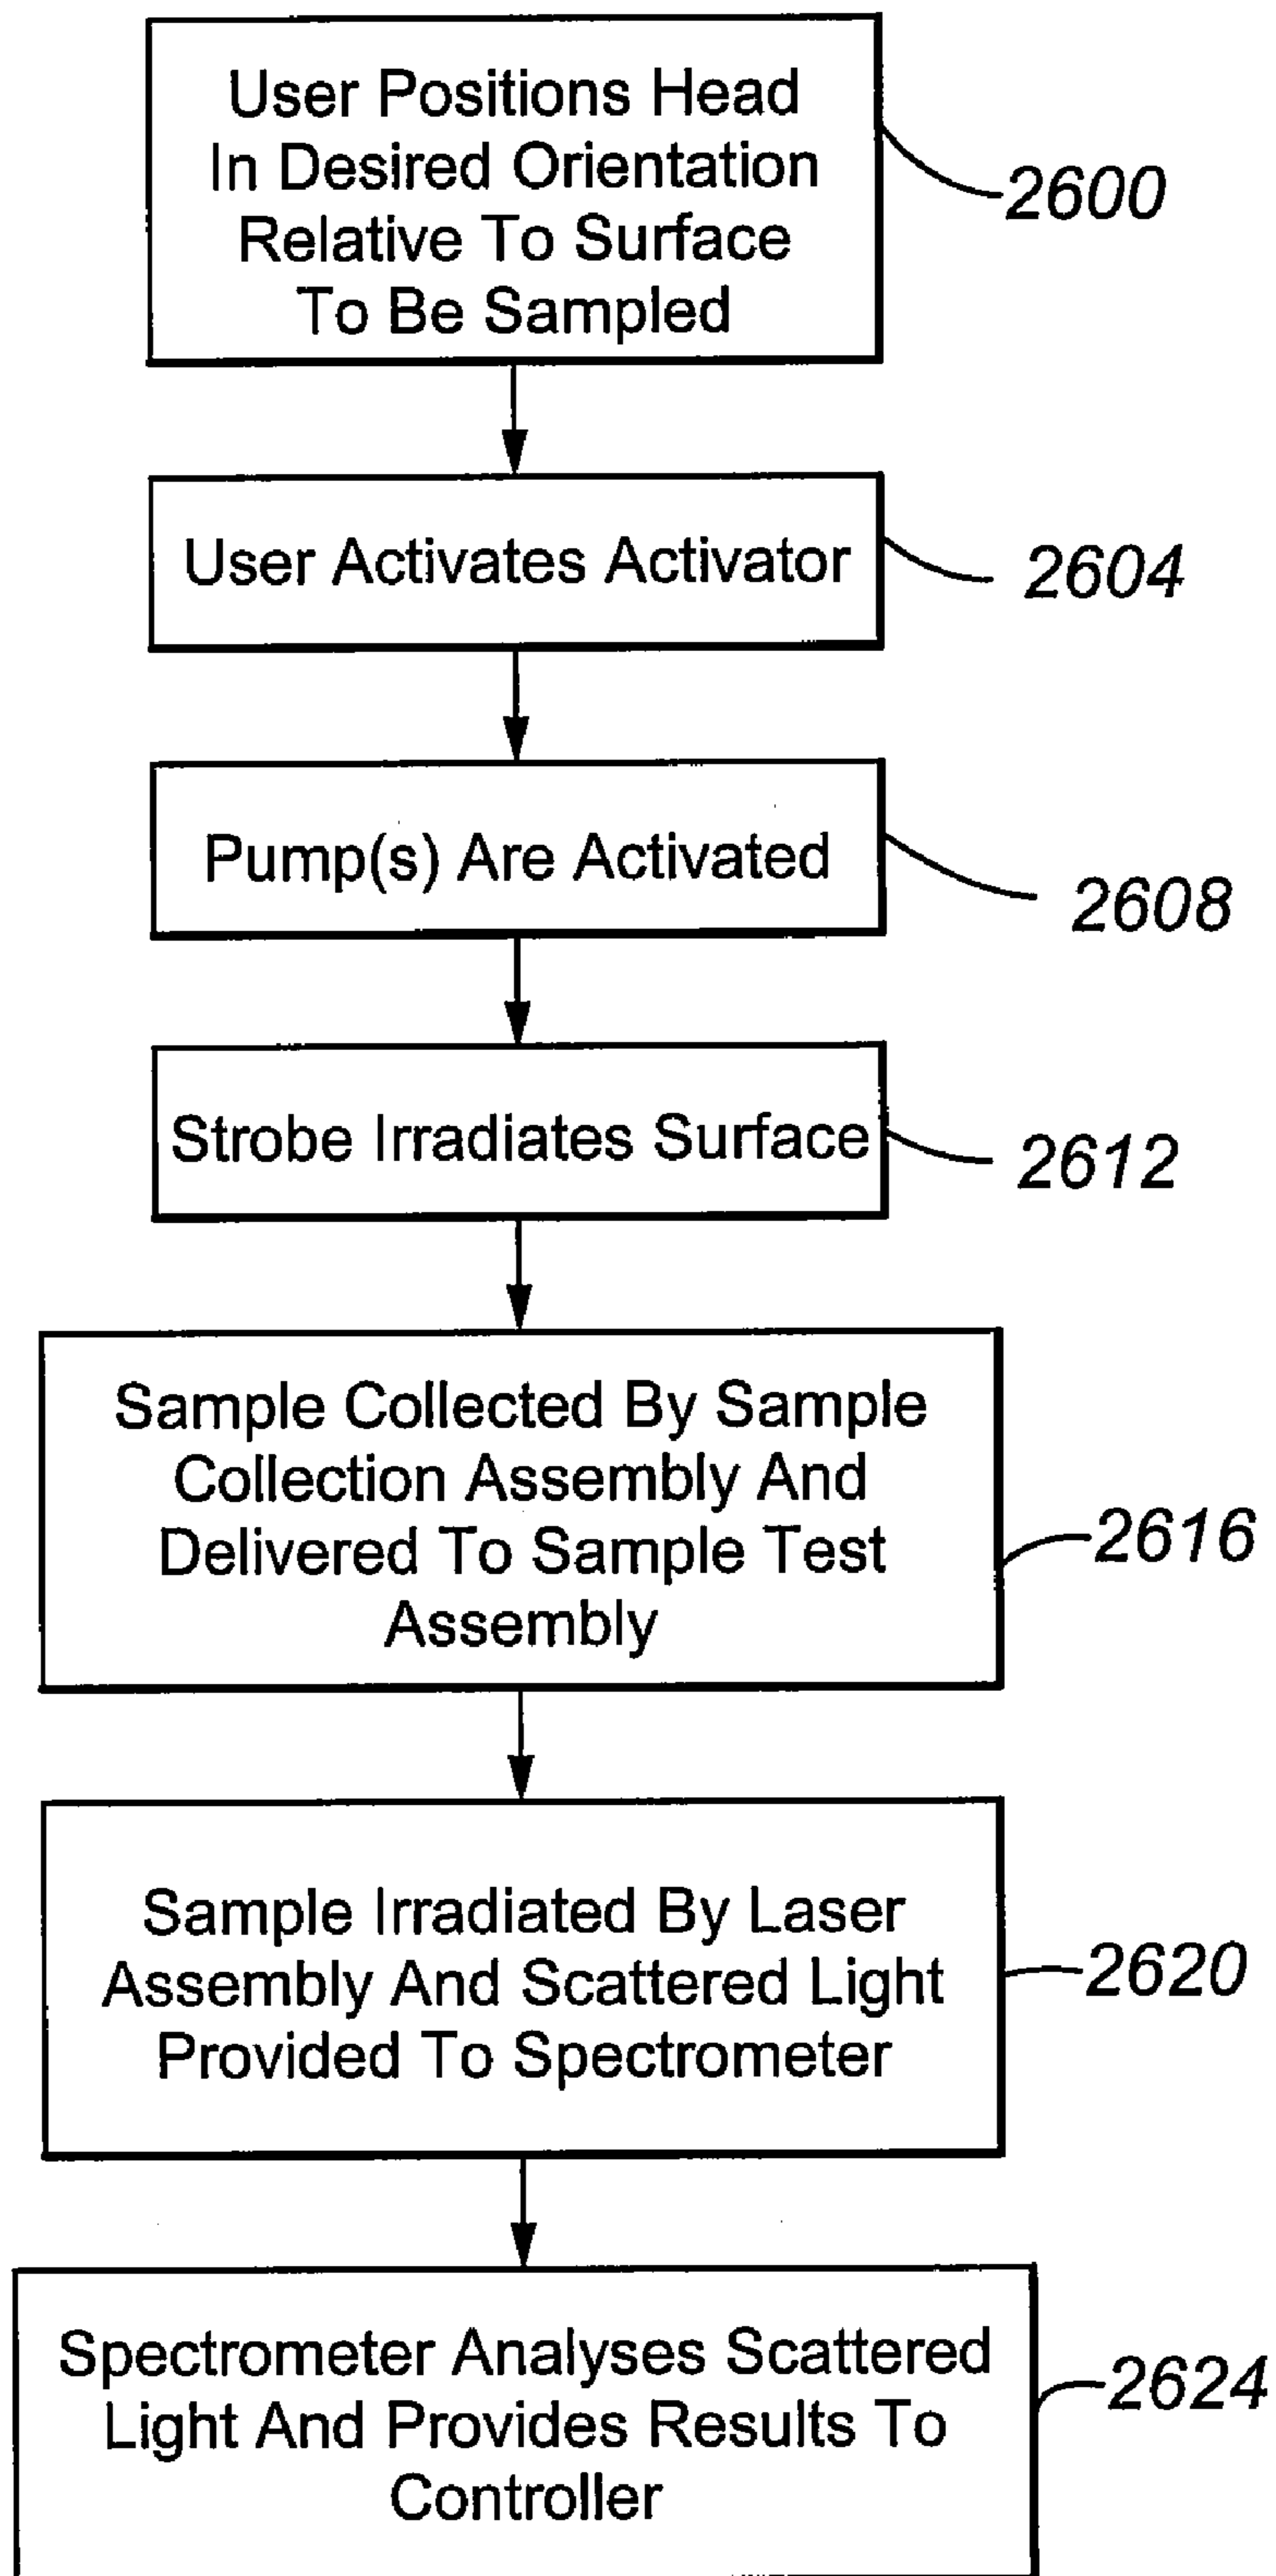 User Positions Head
In Desired Orientation
Relative To Surface
To Be Sampled
2600
User Activates Activator
2604
Pump(s) Are Activated
2608
Strobe Irradiates Surface
2612
Sample Collected By Sample
Collection Assembly And
Delivered To Sample Test
Assembly
2616
Sample Irradiated By Laser
Assembly And Scattered Light
Provided To Spectrometer
2620
Spectrometer Analyses Scattered
Light And Provides Results To
Controller
2624